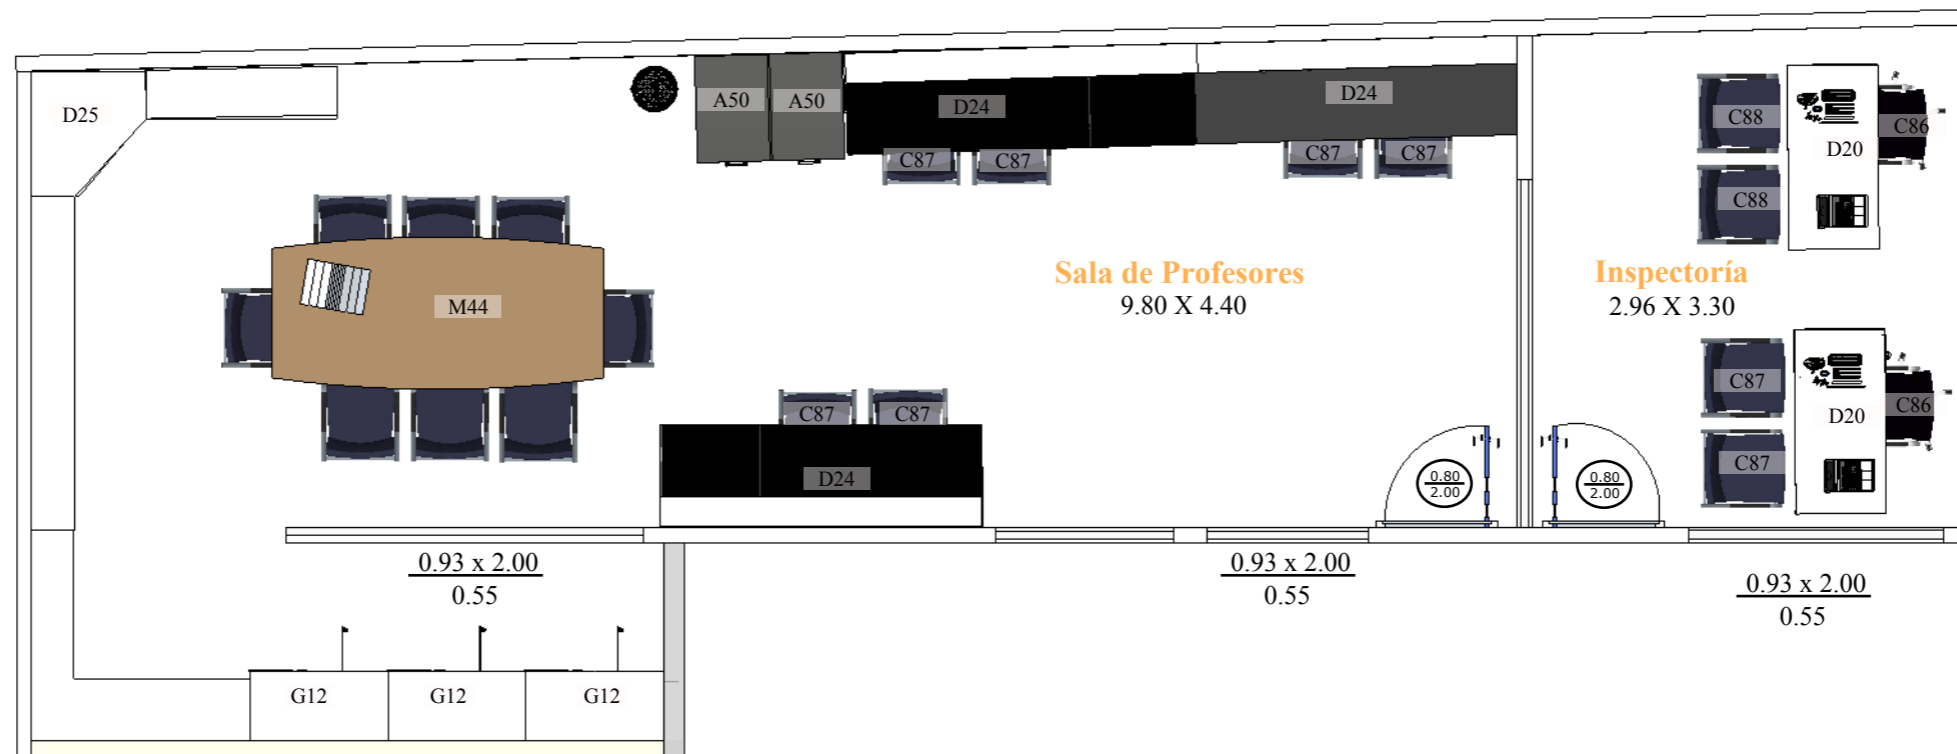 D25
A50
A50
D24
D24
C87
C87
C87
C87
C88
C88
D20
C86
M44
Sala de Profesores
9.80 X 4.40
Inspectoría
2.96 X 3.30
C87
C87
D24
C87
C87
D20
C86
0.80
2.00
0.80
2.00
0.93 x 2.00
0.55
0.93 x 2.00
0.55
0.93 x 2.00
0.55
G12
G12
G12